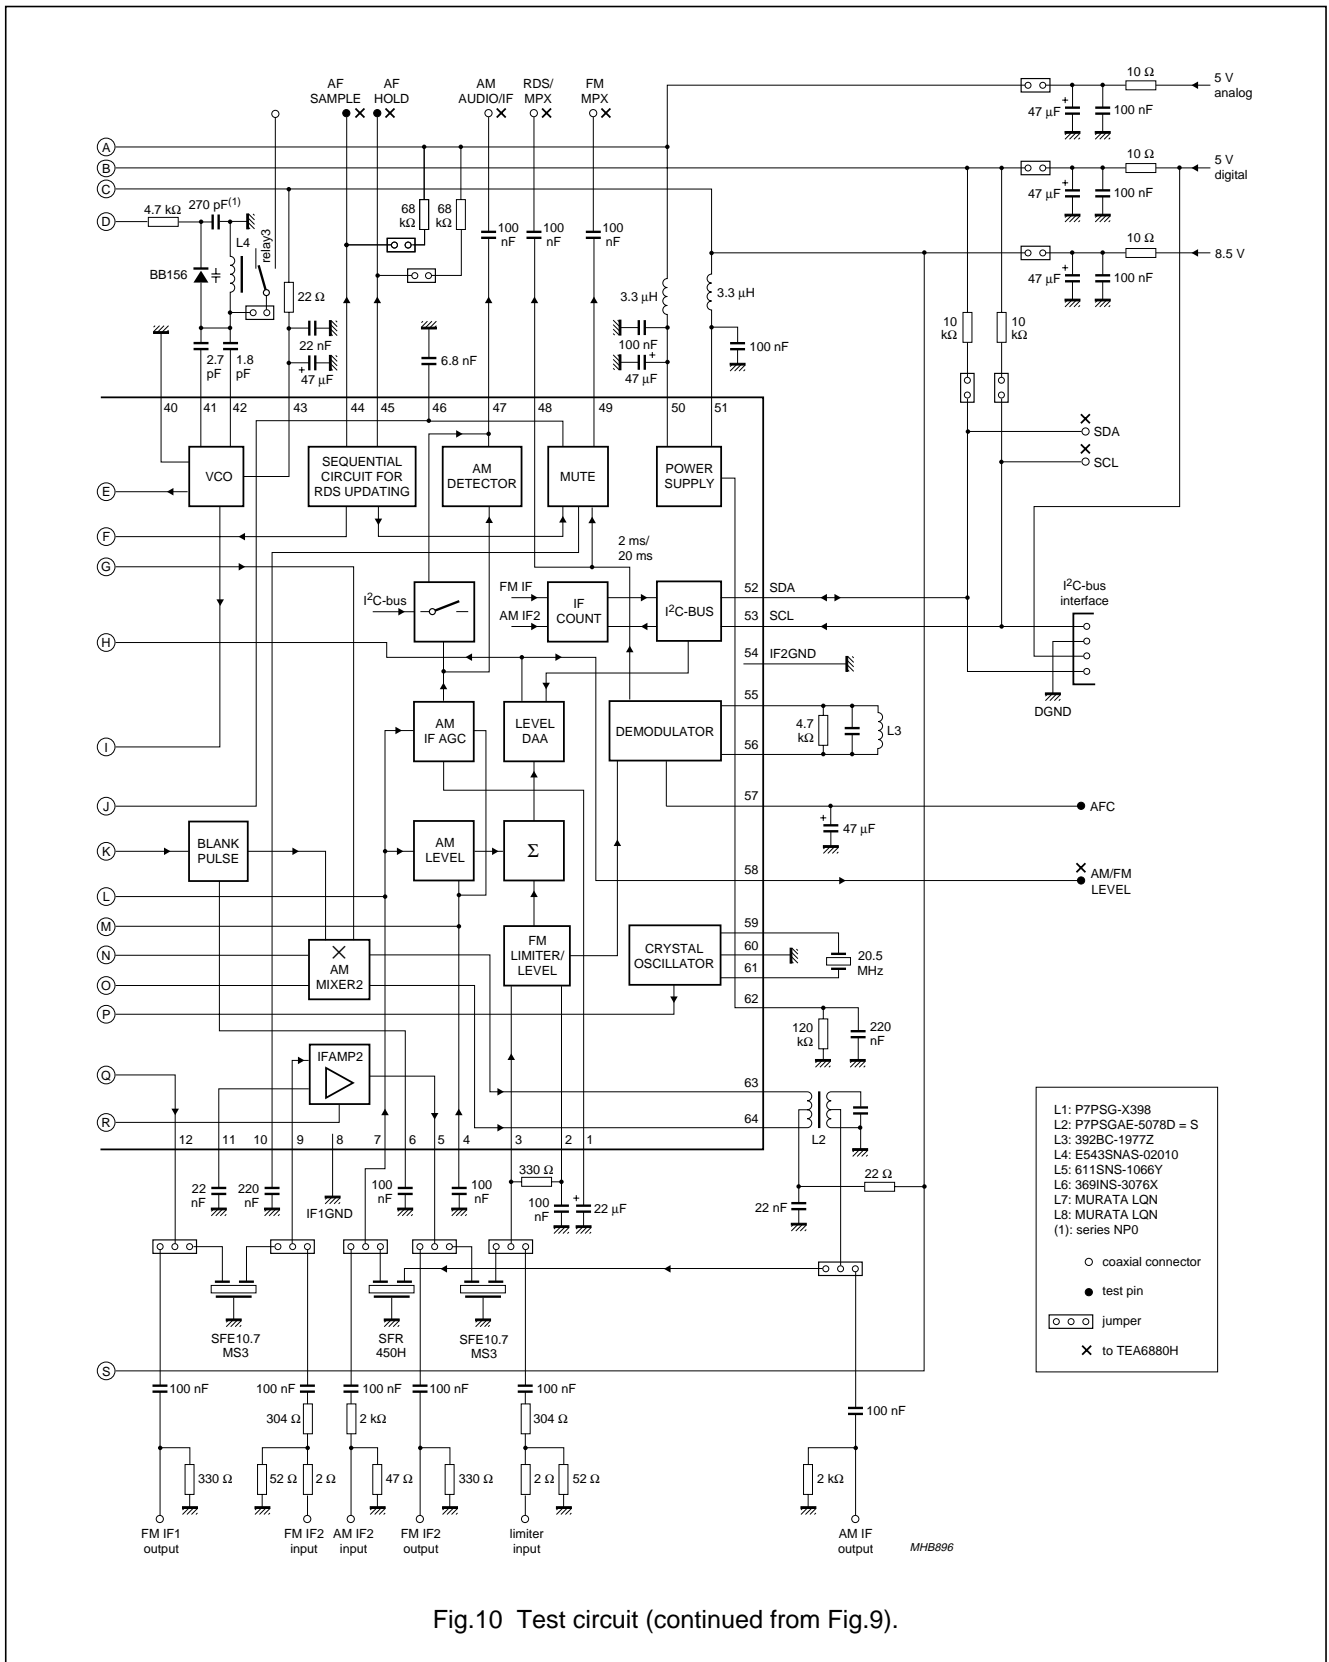 AF
SAMPLE
AF
HOLD
AM
AUDIO/IF
RDS/
MPX
FM
MPX
10 Ω
5 V
analog
47 μF
100 nF
A
B
C
D
10 Ω
5 V
digital
47 μF
100 nF
4.7 kΩ
270 pF(1)
L4
relay3
BB156
68
kΩ
68
kΩ
100
nF
100
nF
100
nF
10 Ω
8.5 V
47 μF
100 nF
22 Ω
3.3 μH
3.3 μH
2.7
pF
1.8
pF
22 nF
47 μF
6.8 nF
100 nF
47 μF
100 nF
10
kΩ
10
kΩ
40
41
42
43
44
45
46
47
48
49
50
51
SDA
SCL
VCO
SEQUENTIAL
CIRCUIT FOR
RDS UPDATING
AM
DETECTOR
MUTE
POWER
SUPPLY
E
F
G
H
2 ms/
20 ms
I2C-bus
FM IF
AM IF2
IF
COUNT
I2C-BUS
52
SDA
53
SCL
54
IF2GND
I2C-bus
interface
DGND
55
56
4.7
kΩ
L3
AM
IF AGC
LEVEL
DAA
DEMODULATOR
I
J
57
AFC
47 μF
K
BLANK
PULSE
AM
LEVEL
Σ
58
AM/FM
LEVEL
L
M
N
O
P
AM
MIXER2
FM
LIMITER/
LEVEL
CRYSTAL
OSCILLATOR
59
60
61
20.5
MHz
62
120
kΩ
220
nF
IFAMP2
Q
R
63
64
L2
12
11
10
9
8
7
6
5
4
3
2
1
22
nF
220
nF
IF1GND
100
nF
100
nF
330 Ω
100
nF
22 μF
22 nF
22 Ω
L1: P7PSG-X398
L2: P7PSGAE-5078D = S
L3: 392BC-1977Z
L4: E543SNAS-02010
L5: 611SNS-1066Y
L6: 369INS-3076X
L7: MURATA LQN
L8: MURATA LQN
(1): series NP0
coaxial connector
test pin
jumper
to TEA6880H
SFE10.7
MS3
SFR
450H
SFE10.7
MS3
S
100 nF
100 nF
100 nF
100 nF
100 nF
100 nF
304 Ω
2 kΩ
304 Ω
330 Ω
52 Ω
2 Ω
47 Ω
330 Ω
2 Ω
52 Ω
2 kΩ
FM IF1
output
FM IF2
input
AM IF2
input
FM IF2
output
limiter
input
AM IF
output
MHB896
Fig.10 Test circuit (continued from Fig.9).